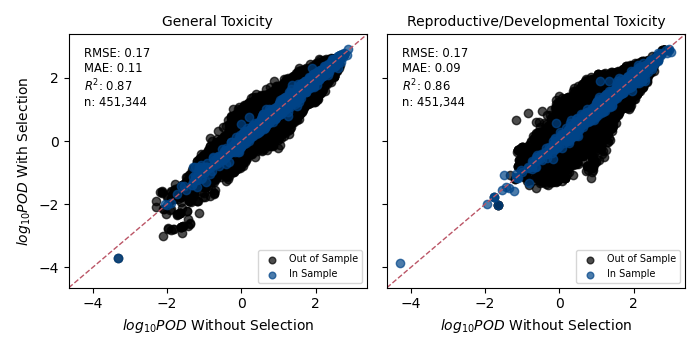 General Toxicity
RMSE: 0.17
MAE: 0.11
R²: 0.87
n: 451,344
2
0
−2
−4
log₁₀POD With Selection
Out of Sample
In Sample
−4
−2
0
2
log₁₀POD Without Selection
Reproductive/Developmental Toxicity
RMSE: 0.17
MAE: 0.09
R²: 0.86
n: 451,344
Out of Sample
In Sample
−4
−2
0
2
log₁₀POD Without Selection